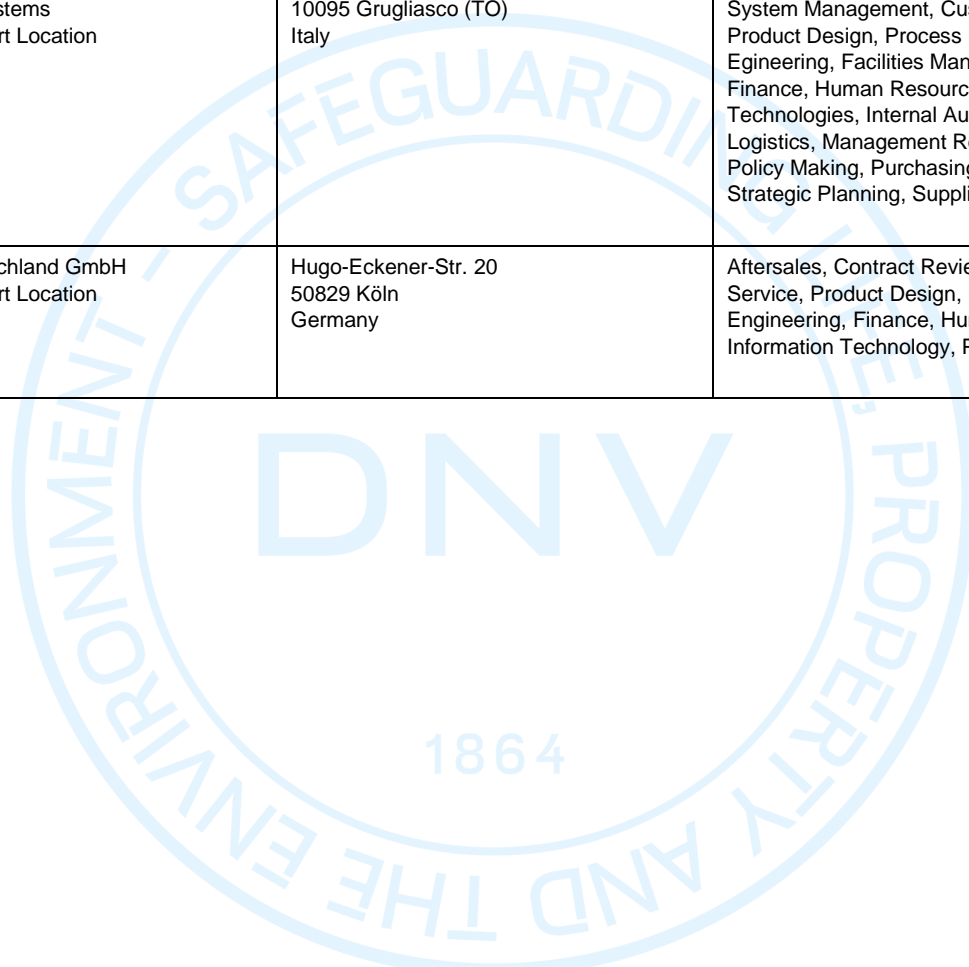 stems
rt Location
10095 Grugliasco (TO)
Italy
System Management, Cus
Product Design, Process
Egineering, Facilities Man
Finance, Human Resourc
Technologies, Internal Au
Logistics, Management Re
Policy Making, Purchasing
Strategic Planning, Suppli
chland GmbH
rt Location
Hugo-Eckener-Str. 20
50829 Köln
Germany
Aftersales, Contract Revie
Service, Product Design,
Engineering, Finance, Hu
Information Technology, P
SAFEGUARDING LIFE, PROPERTY AND THE ENVIRONMENT -
DNV
1864